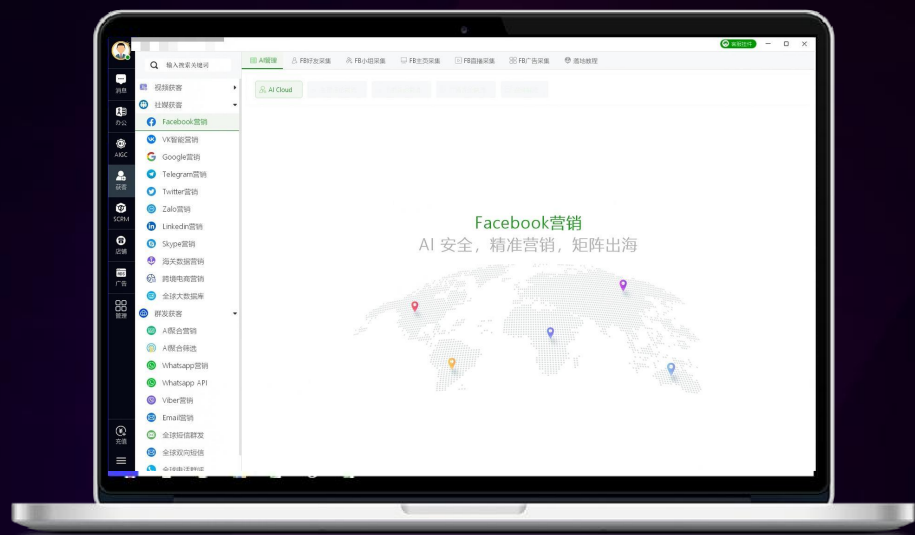 输入搜索关键词
AI管理 FB好友采集 FB小组采集 FB主页采集 FB直播采集 FB广告采集 落地教程
AI Cloud
消息
办公
AIGC
获客
SCRM
店铺
广告
管理
充值
视频获客
社媒获客
Facebook营销
VK智能营销
Google营销
Telegram营销
Twitter营销
Zalo营销
Linkedin营销
Skype营销
海关数据营销
跨境电商营销
全球大数据库
群发获客
AI聚合营销
AI聚合筛选
Whatsapp营销
Whatsapp API
Viber营销
Email营销
全球短信群发
全球双向短信
Facebook营销
AI 安全，精准营销，矩阵出海